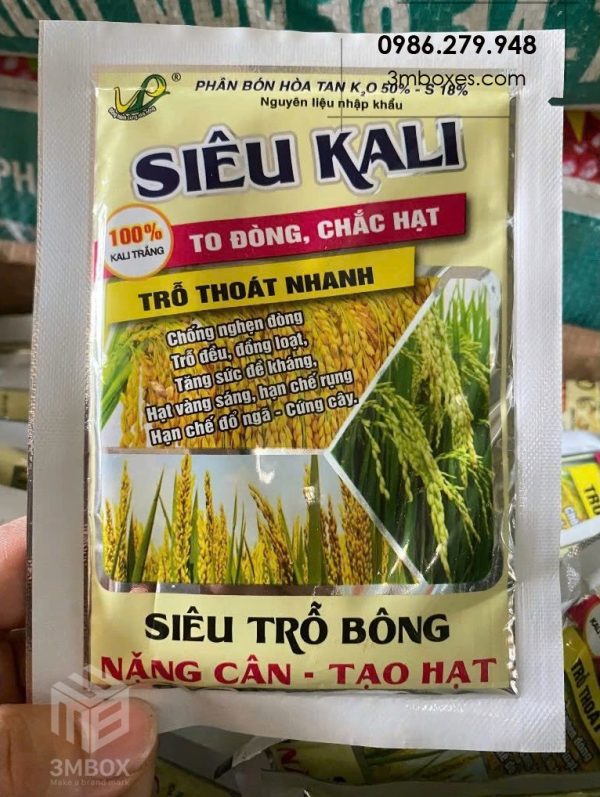 0986.279.948
3mboxes.com
PHÂN BÓN HÒA TAN K₂O 50% - S 18%
Nguyên liệu nhập khẩu
®
SIÊU KALI
100%
KALI TRẮNG
TO ĐÒNG, CHẮC HẠT
TRỖ THOÁT NHANH
Chống nghẹn đòng
Trỗ đều, đồng loạt,
Tăng sức đề kháng,
Hạt vàng sáng, hạn chế rụng
Hạn chế đổ ngã - Cứng cây.
SIÊU TRỖ BÔNG
NẶNG CÂN - TẠO HẠT
3MBOX
Make a brand mark
TRỖ THOÁT